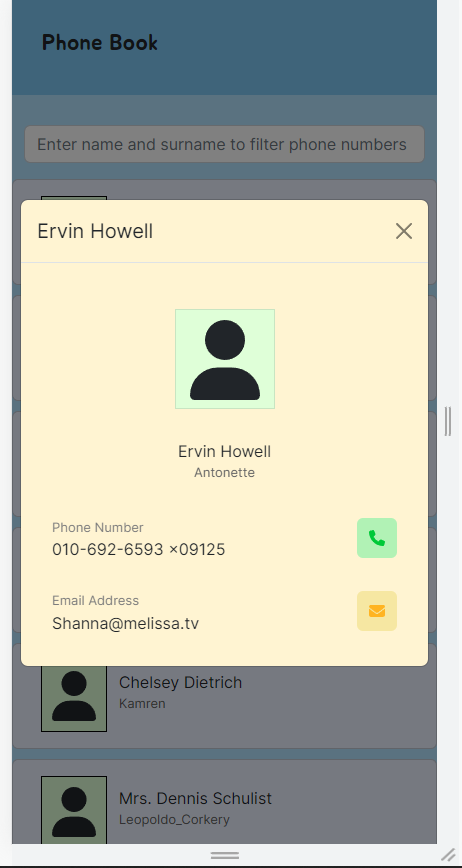 Phone Book
Enter name and surname to filter phone numbers
Ervin Howell
Ervin Howell
Antonette
Phone Number
010-692-6593 ×09125
Email Address
Shanna@melissa.tv
Chelsey Dietrich
Kamren
Mrs. Dennis Schulist
Leopoldo_Corkery